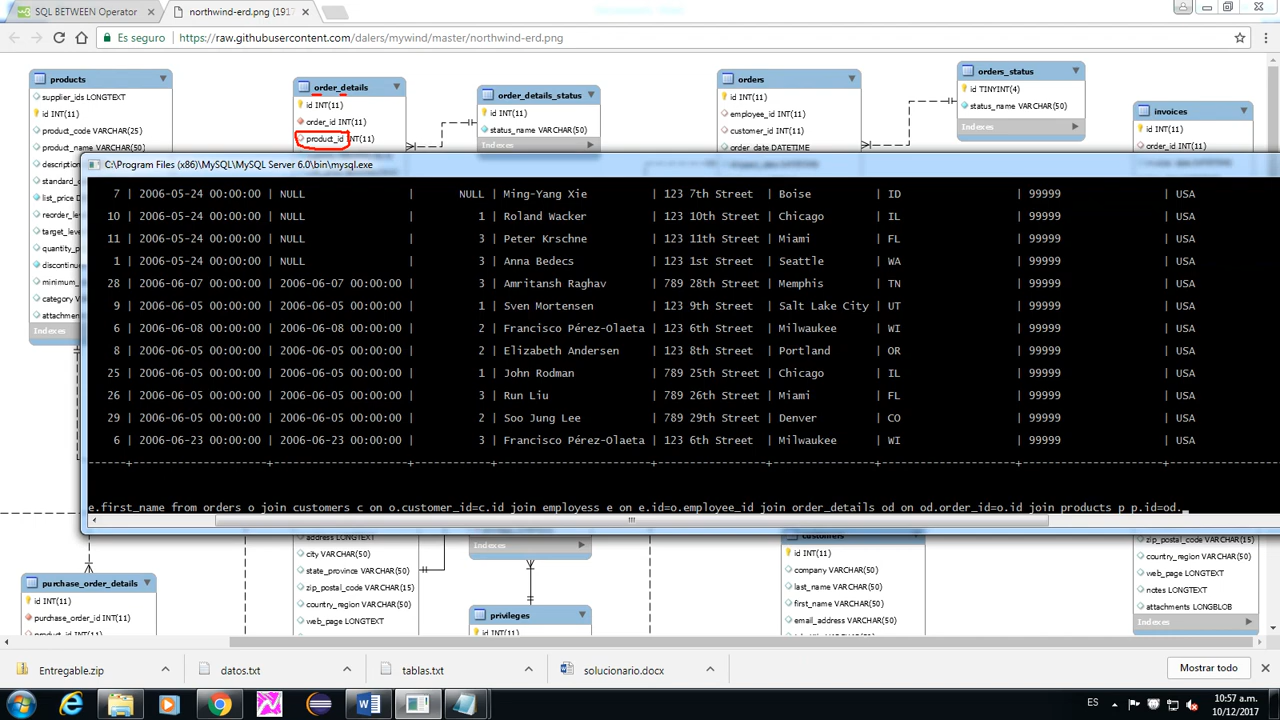 SQL BETWEEN Operator
northwind-erd.png (1917
Es seguro
https://raw.githubusercontent.com/dalers/mywind/master/northwind-erd.png
products
supplier_ids LONGTEXT
id INT(11)
product_code VARCHAR(25)
product_name VARCHAR(50)
description
standard_c
list_price D
reorder_lev
target_level
quantity_p
discontinue
minimum_
category V
attachment
Indexes
order_details
id INT(11)
order_id INT(11)
product_id INT(11)
order_details_status
id INT(11)
status_name VARCHAR(50)
Indexes
orders
id INT(11)
employee_id INT(11)
customer_id INT(11)
order_date DATETIME
orders_status
id TINYINT(4)
status_name VARCHAR(50)
Indexes
invoices
id INT(11)
order_id INT(11)
C:\Program Files (x86)\MySQL\MySQL Server 6.0\bin\mysql.exe
7 | 2006-05-24 00:00:00 | NULL | NULL | Ming-Yang Xie | 123 7th Street | Boise | ID | 99999 | USA
10 | 2006-05-24 00:00:00 | NULL | 1 | Roland Wacker | 123 10th Street | Chicago | IL | 99999 | USA
11 | 2006-05-24 00:00:00 | NULL | 3 | Peter Krschne | 123 11th Street | Miami | FL | 99999 | USA
1 | 2006-05-24 00:00:00 | NULL | 3 | Anna Bedecs | 123 1st Street | Seattle | WA | 99999 | USA
28 | 2006-06-07 00:00:00 | 2006-06-07 00:00:00 | 3 | Amritansh Raghav | 789 28th Street | Memphis | TN | 99999 | USA
9 | 2006-06-05 00:00:00 | 2006-06-05 00:00:00 | 1 | Sven Mortensen | 123 9th Street | Salt Lake City | UT | 99999 | USA
6 | 2006-06-08 00:00:00 | 2006-06-08 00:00:00 | 2 | Francisco Pérez-Olaeta | 123 6th Street | Milwaukee | WI | 99999 | USA
8 | 2006-06-05 00:00:00 | 2006-06-05 00:00:00 | 2 | Elizabeth Andersen | 123 8th Street | Portland | OR | 99999 | USA
25 | 2006-06-05 00:00:00 | 2006-06-05 00:00:00 | 1 | John Rodman | 789 25th Street | Chicago | IL | 99999 | USA
26 | 2006-06-05 00:00:00 | 2006-06-05 00:00:00 | 3 | Run Liu | 789 26th Street | Miami | FL | 99999 | USA
29 | 2006-06-05 00:00:00 | 2006-06-05 00:00:00 | 2 | Soo Jung Lee | 789 29th Street | Denver | CO | 99999 | USA
6 | 2006-06-23 00:00:00 | 2006-06-23 00:00:00 | 3 | Francisco Pérez-Olaeta | 123 6th Street | Milwaukee | WI | 99999 | USA
e.first_name from orders o join customers c on o.customer_id=c.id join employess e on e.id=o.employee_id join order_details od on od.order_id=o.id join products p p.id=od._
address LONGTEXT
city VARCHAR(50)
state_province VARCHAR(50)
zip_postal_code VARCHAR(15)
country_region VARCHAR(50)
web_page LONGTEXT
Indexes
privileges
id INT(11)
customers
id INT(11)
company VARCHAR(50)
last_name VARCHAR(50)
first_name VARCHAR(50)
email_address VARCHAR(50)
zip_postal_code VARCHAR(15)
country_region VARCHAR(50)
web_page LONGTEXT
notes LONGTEXT
attachments LONGBLOB
Indexes
purchase_order_details
id INT(11)
purchase_order_id INT(11)
product_id INT(11)
Entregable.zip
datos.txt
tablas.txt
solucionario.docx
Mostrar todo
ES
10:57 a.m.
10/12/2017